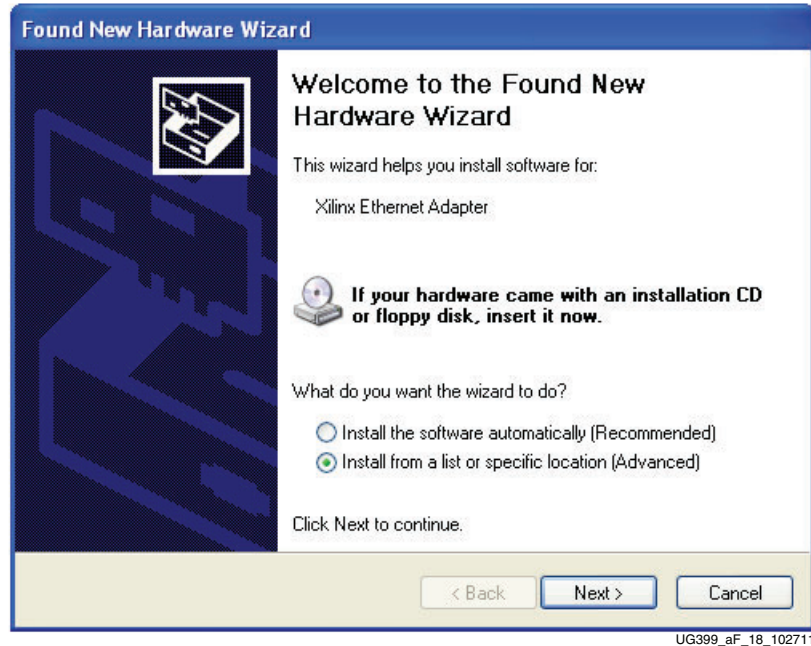 Found New Hardware Wizard
Welcome to the Found New
Hardware Wizard
This wizard helps you install software for:
Xilinx Ethernet Adapter
If your hardware came with an installation CD
or floppy disk, insert it now.
What do you want the wizard to do?
Install the software automatically (Recommended)
Install from a list or specific location (Advanced)
Click Next to continue.
< Back
Next >
Cancel
UG399_aF_18_102711